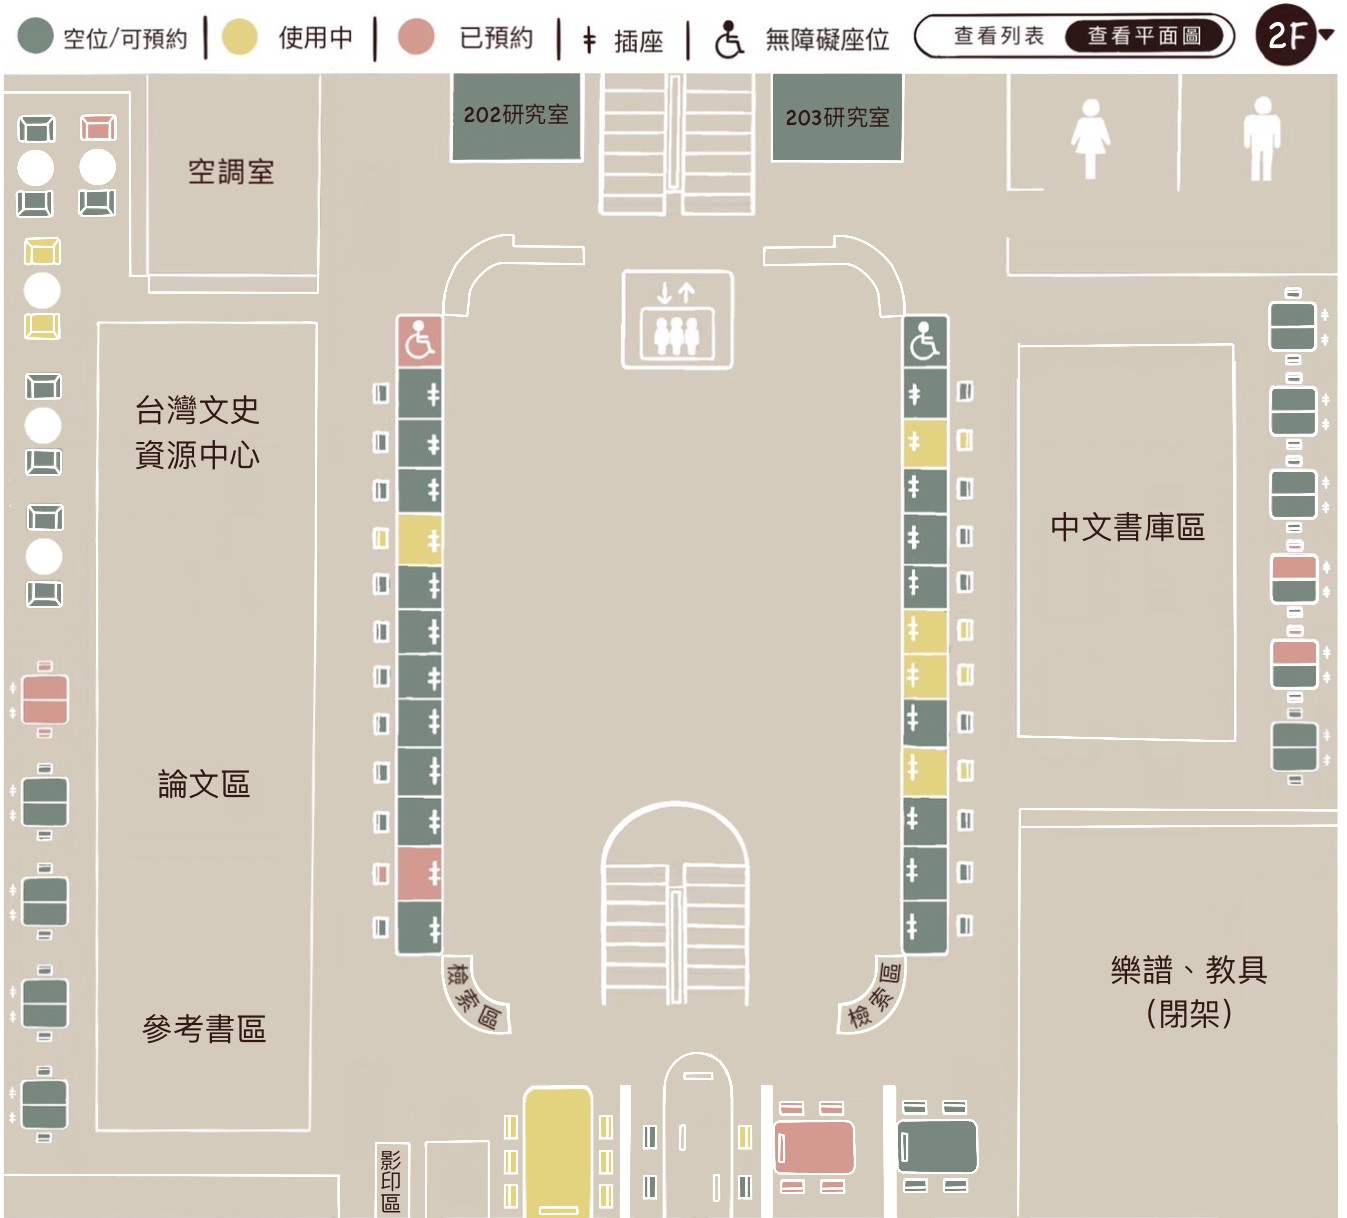 空位/可預約
使用中
已預約
插座
無障礙座位
查看列表
查看平面圖
2F
202研究室
203研究室
空調室
台灣文史
資源中心
中文書庫區
論文區
參考書區
檢索區
檢索區
樂譜、教具
(閉架)
影印區